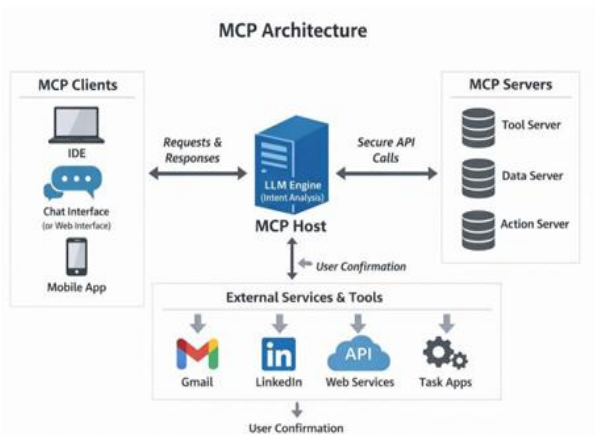 MCP Architecture
MCP Clients
IDE
Chat Interface
(or Web Interface)
Mobile App
Requests &
Responses
LLM Engine
(Intent Analysis)
MCP Host
Secure API
Calls
MCP Servers
Tool Server
Data Server
Action Server
User Confirmation
External Services & Tools
Gmail
in
LinkedIn
API
Web Services
Task Apps
User Confirmation